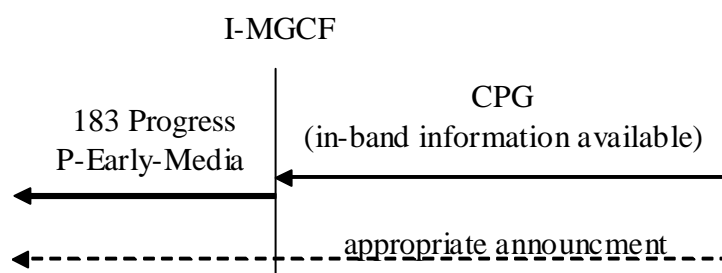 I-MGCF
183 Progress
P-Early-Media
CPG
(in-band information available)
appropriate announcment